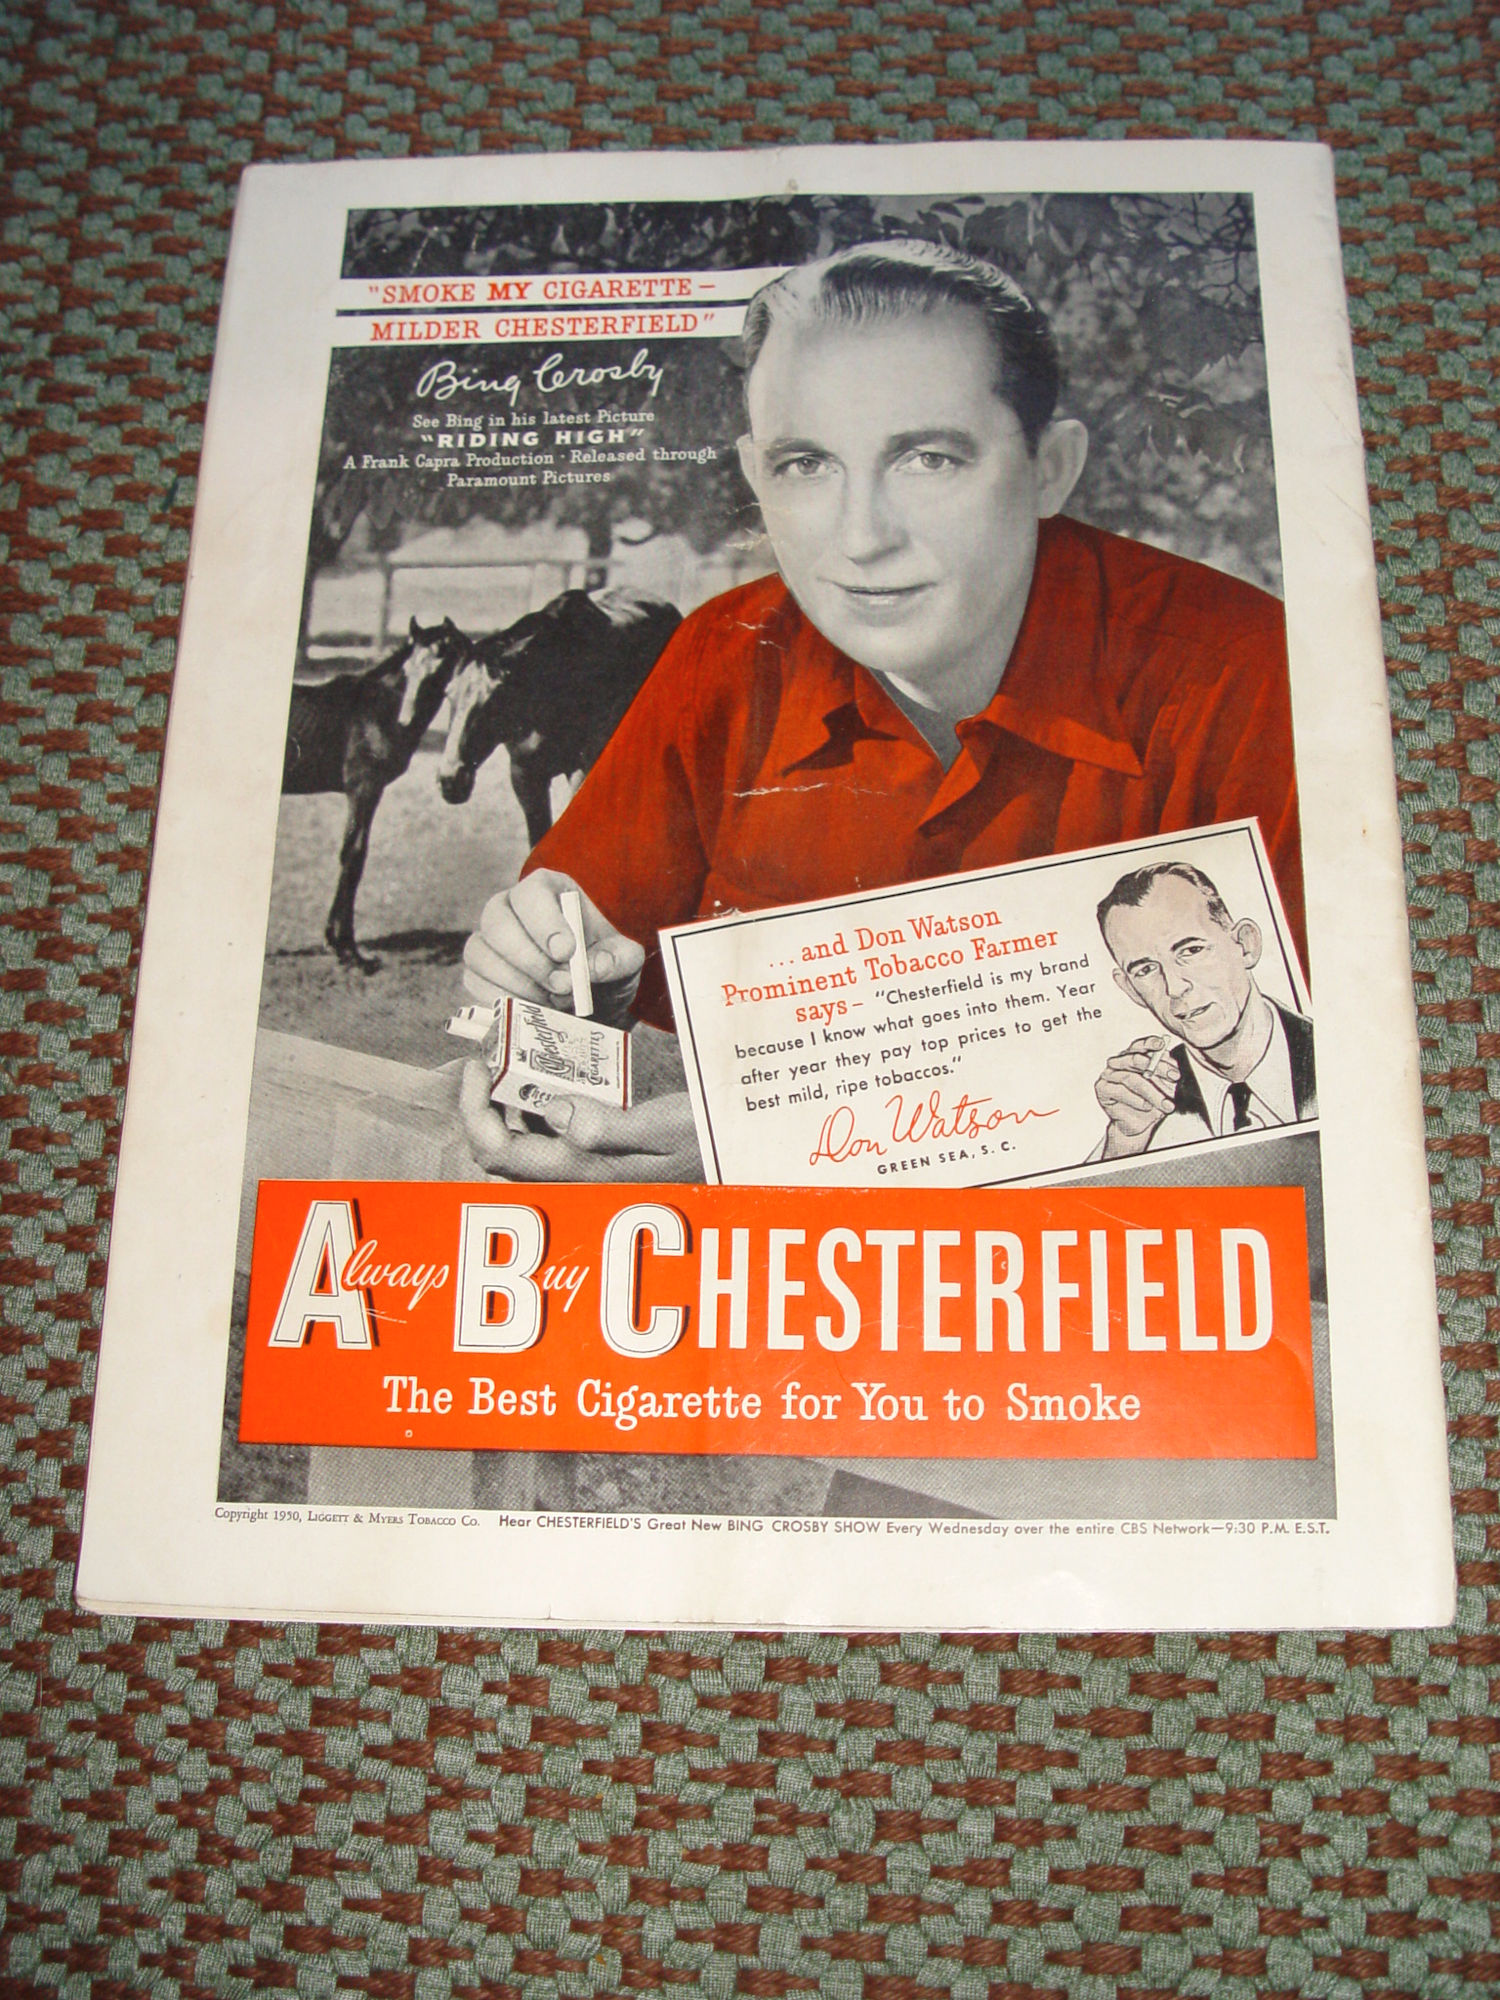 "SMOKE MY CIGARETTE –
MILDER CHESTERFIELD"
Bing Crosby
See Bing in his latest Picture
"RIDING HIGH"
A Frank Capra Production · Released through
Paramount Pictures
Chesterfield
CIGARETTES
... and Don Watson
Prominent Tobacco Farmer
says– "Chesterfield is my brand
because I know what goes into them. Year
after year they pay top prices to get the
best mild, ripe tobaccos."
Don Watson
GREEN SEA, S. C.
Always Buy CHESTERFIELD
The Best Cigarette for You to Smoke
Copyright 1950, LIGGETT & MYERS TOBACCO CO. Hear CHESTERFIELD'S Great New BING CROSBY SHOW Every Wednesday over the entire CBS Network—9:30 P.M. E.S.T.